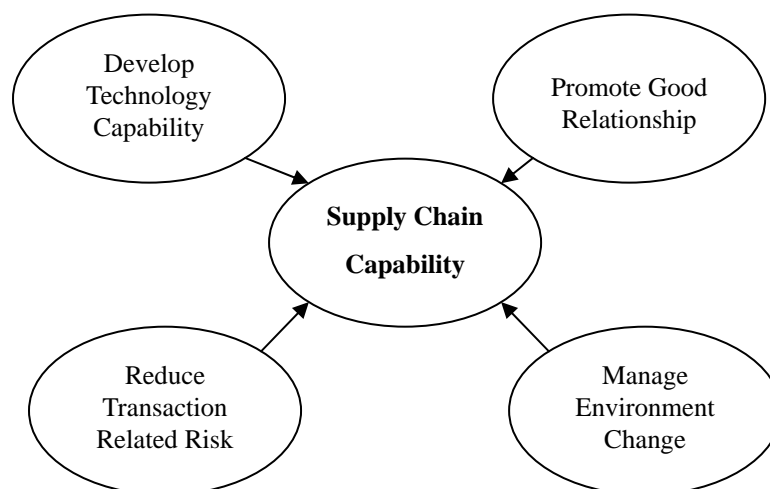 Develop
Technology
Capability
Promote Good
Relationship
Supply Chain
Capability
Reduce
Transaction
Related Risk
Manage
Environment
Change